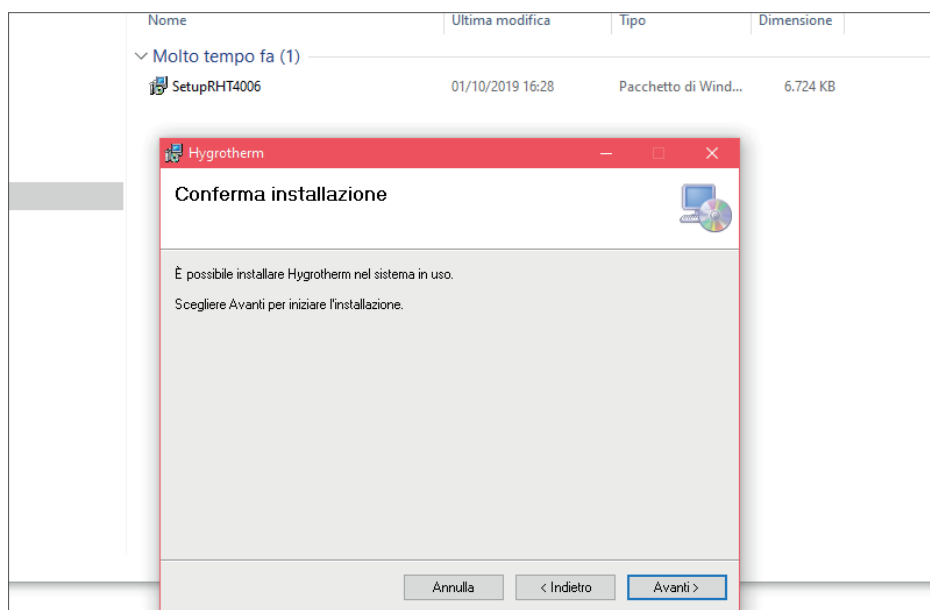 Nome Ultima modifica Tipo Dimensione
Molto tempo fa (1)
SetupRHT4006 01/10/2019 16:28 Pacchetto di Wind... 6.724 KB
Hygrotherm
Conferma installazione
È possibile installare Hygrotherm nel sistema in uso.
Scegliere Avanti per iniziare l'installazione.
Annulla < Indietro Avanti >